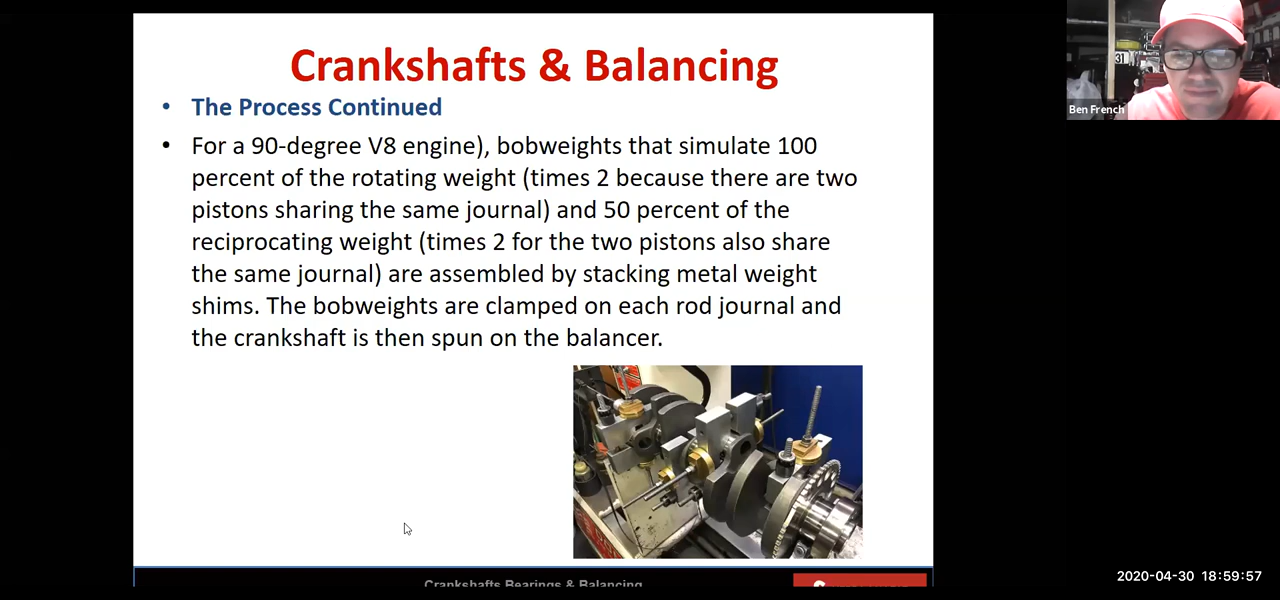 Crankshafts & Balancing
• The Process Continued
• For a 90-degree V8 engine), bobweights that simulate 100
percent of the rotating weight (times 2 because there are two
pistons sharing the same journal) and 50 percent of the
reciprocating weight (times 2 for the two pistons also share
the same journal) are assembled by stacking metal weight
shims. The bobweights are clamped on each rod journal and
the crankshaft is then spun on the balancer.
Crankshafts Bearings & Balancing
Ben French
2020-04-30 18:59:57